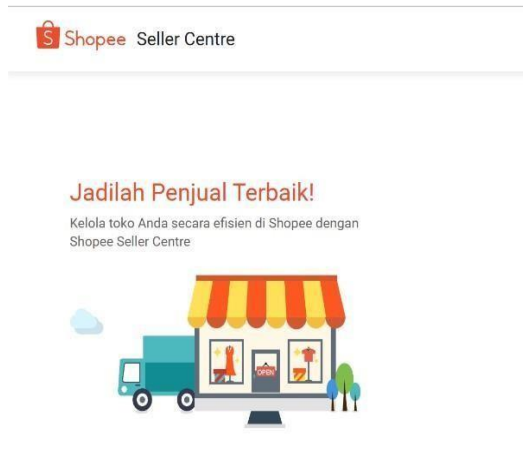 Shopee Seller Centre
Jadilah Penjual Terbaik!
Kelola toko Anda secara efisien di Shopee dengan
Shopee Seller Centre
OPEN